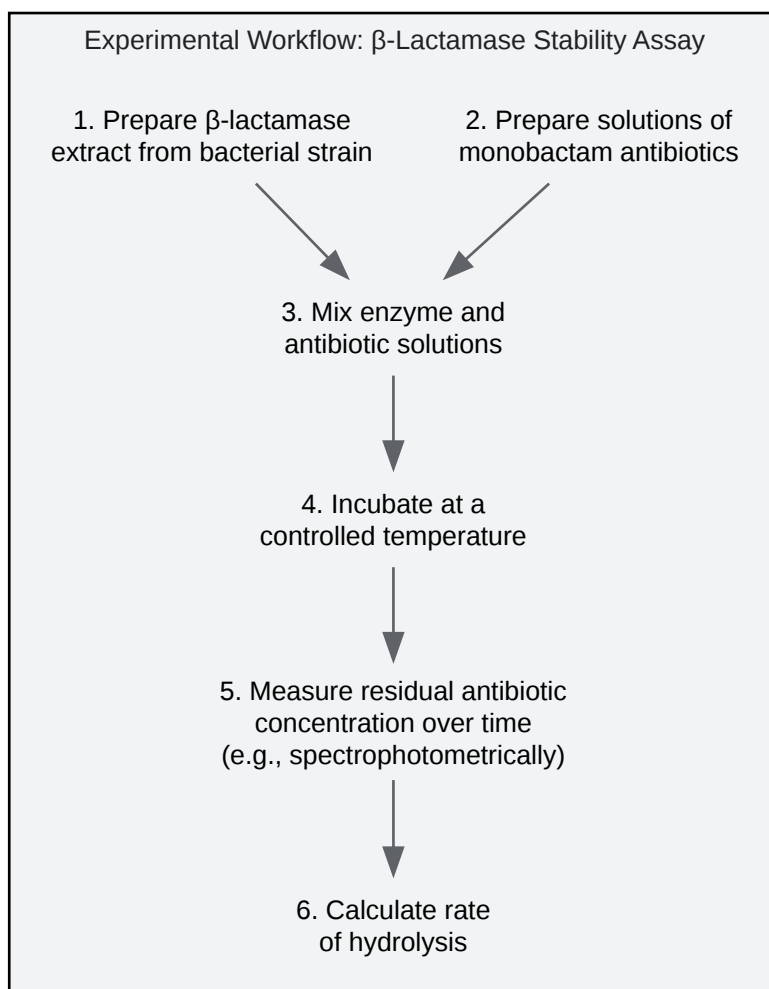 Experimental Workflow: β-Lactamase Stability Assay
1. Prepare β-lactamase
extract from bacterial strain
2. Prepare solutions of
monobactam antibiotics
3. Mix enzyme and
antibiotic solutions
4. Incubate at a
controlled temperature
5. Measure residual antibiotic
concentration over time
(e.g., spectrophotometrically)
6. Calculate rate
of hydrolysis